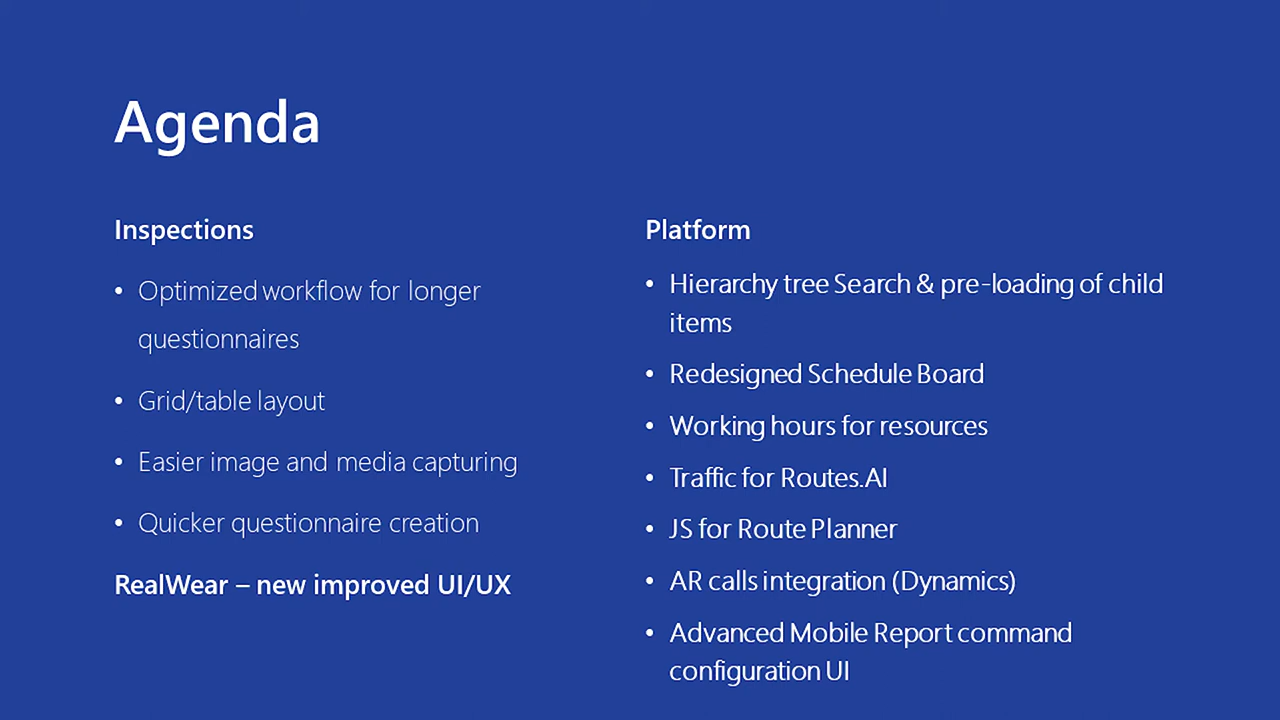 Agenda
Inspections
• Optimized workflow for longer
questionnaires
• Grid/table layout
• Easier image and media capturing
• Quicker questionnaire creation
RealWear – new improved UI/UX
Platform
• Hierarchy tree Search & pre-loading of child
items
• Redesigned Schedule Board
• Working hours for resources
• Traffic for Routes.AI
• JS for Route Planner
• AR calls integration (Dynamics)
• Advanced Mobile Report command
configuration UI